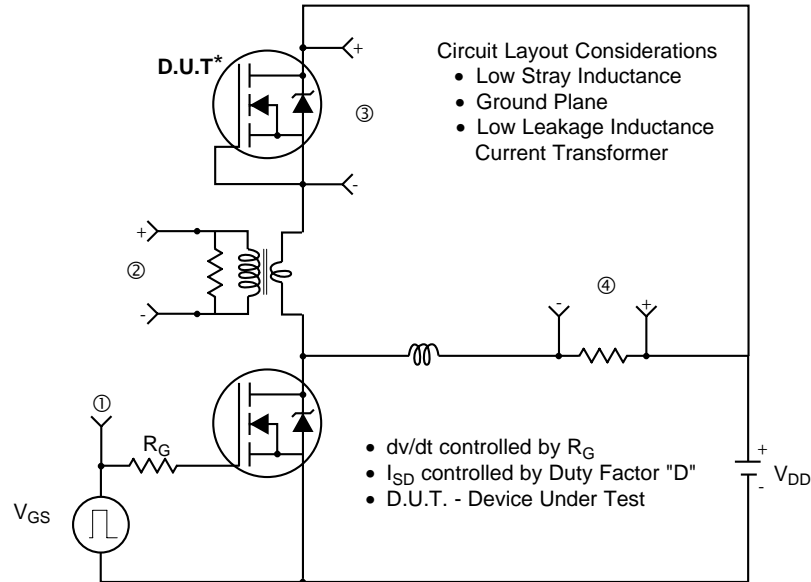 D.U.T*
+
Circuit Layout Considerations
• Low Stray Inductance
• Ground Plane
• Low Leakage Inductance
Current Transformer
③
-
+
②
-
④
-
+
①
RG
• dv/dt controlled by RG
• ISD controlled by Duty Factor "D"
• D.U.T. - Device Under Test
+
VDD
-
VGS